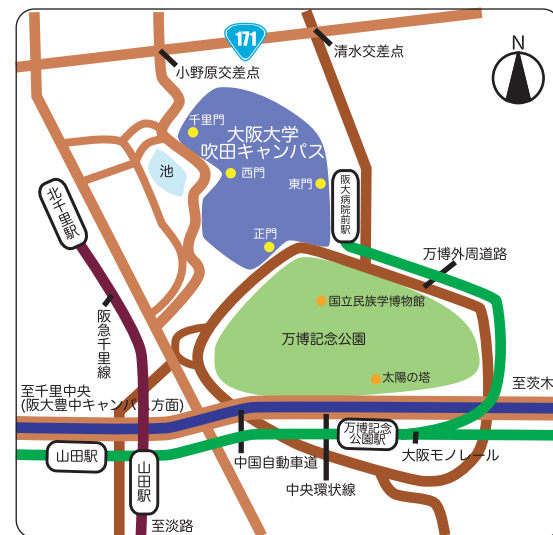 171
清水交差点
N
小野原交差点
千里門
大阪大学
吹田キャンパス
西門
池
東門
阪大病院前駅
北千里駅
正門
万博外周道路
国立民族学博物館
阪急千里線
万博記念公園
太陽の塔
至千里中央
(阪大豊中キャンパス方面)
至茨木
万博記念
公園駅
山田駅
山田駅
中国自動車道
大阪モノレール
中央環状線
至淡路